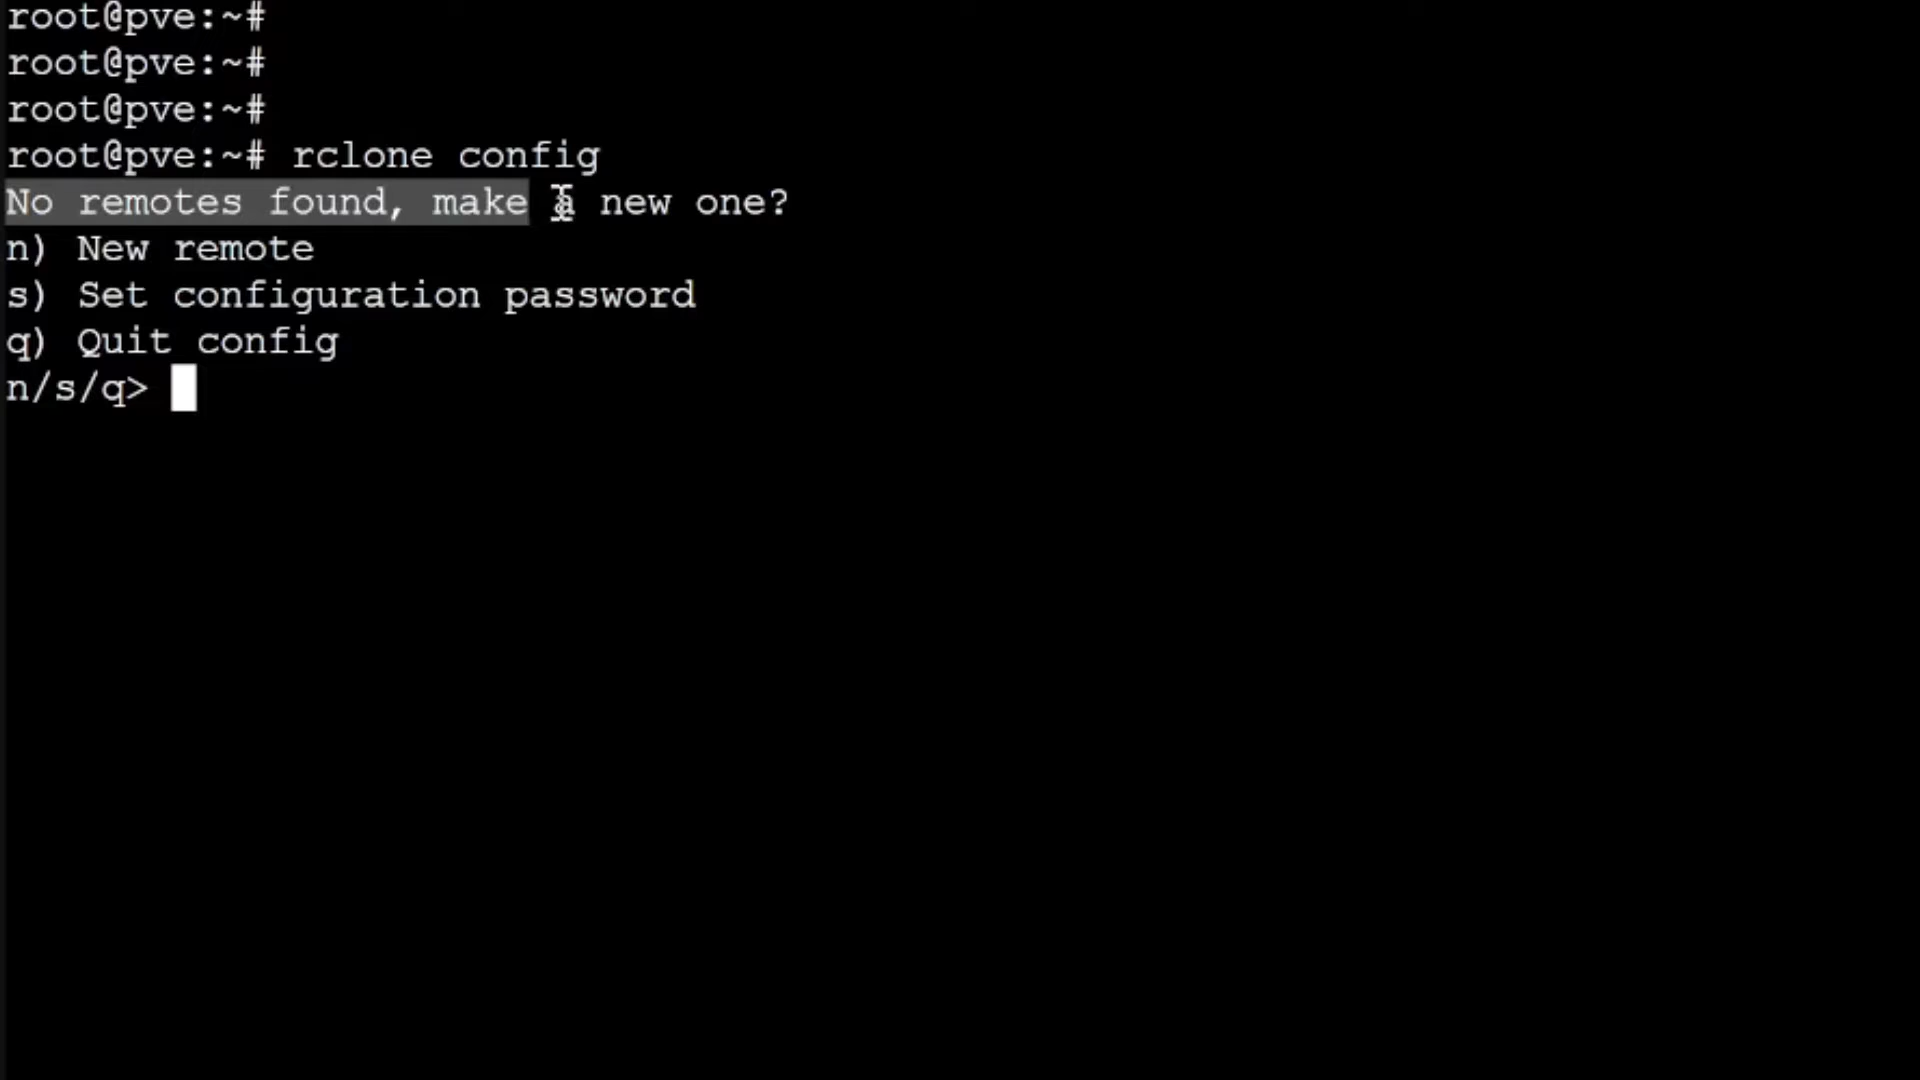 root@pve:~#
root@pve:~#
root@pve:~#
root@pve:~# rclone config
No remotes found, make a new one?
n) New remote
s) Set configuration password
q) Quit config
n/s/q>